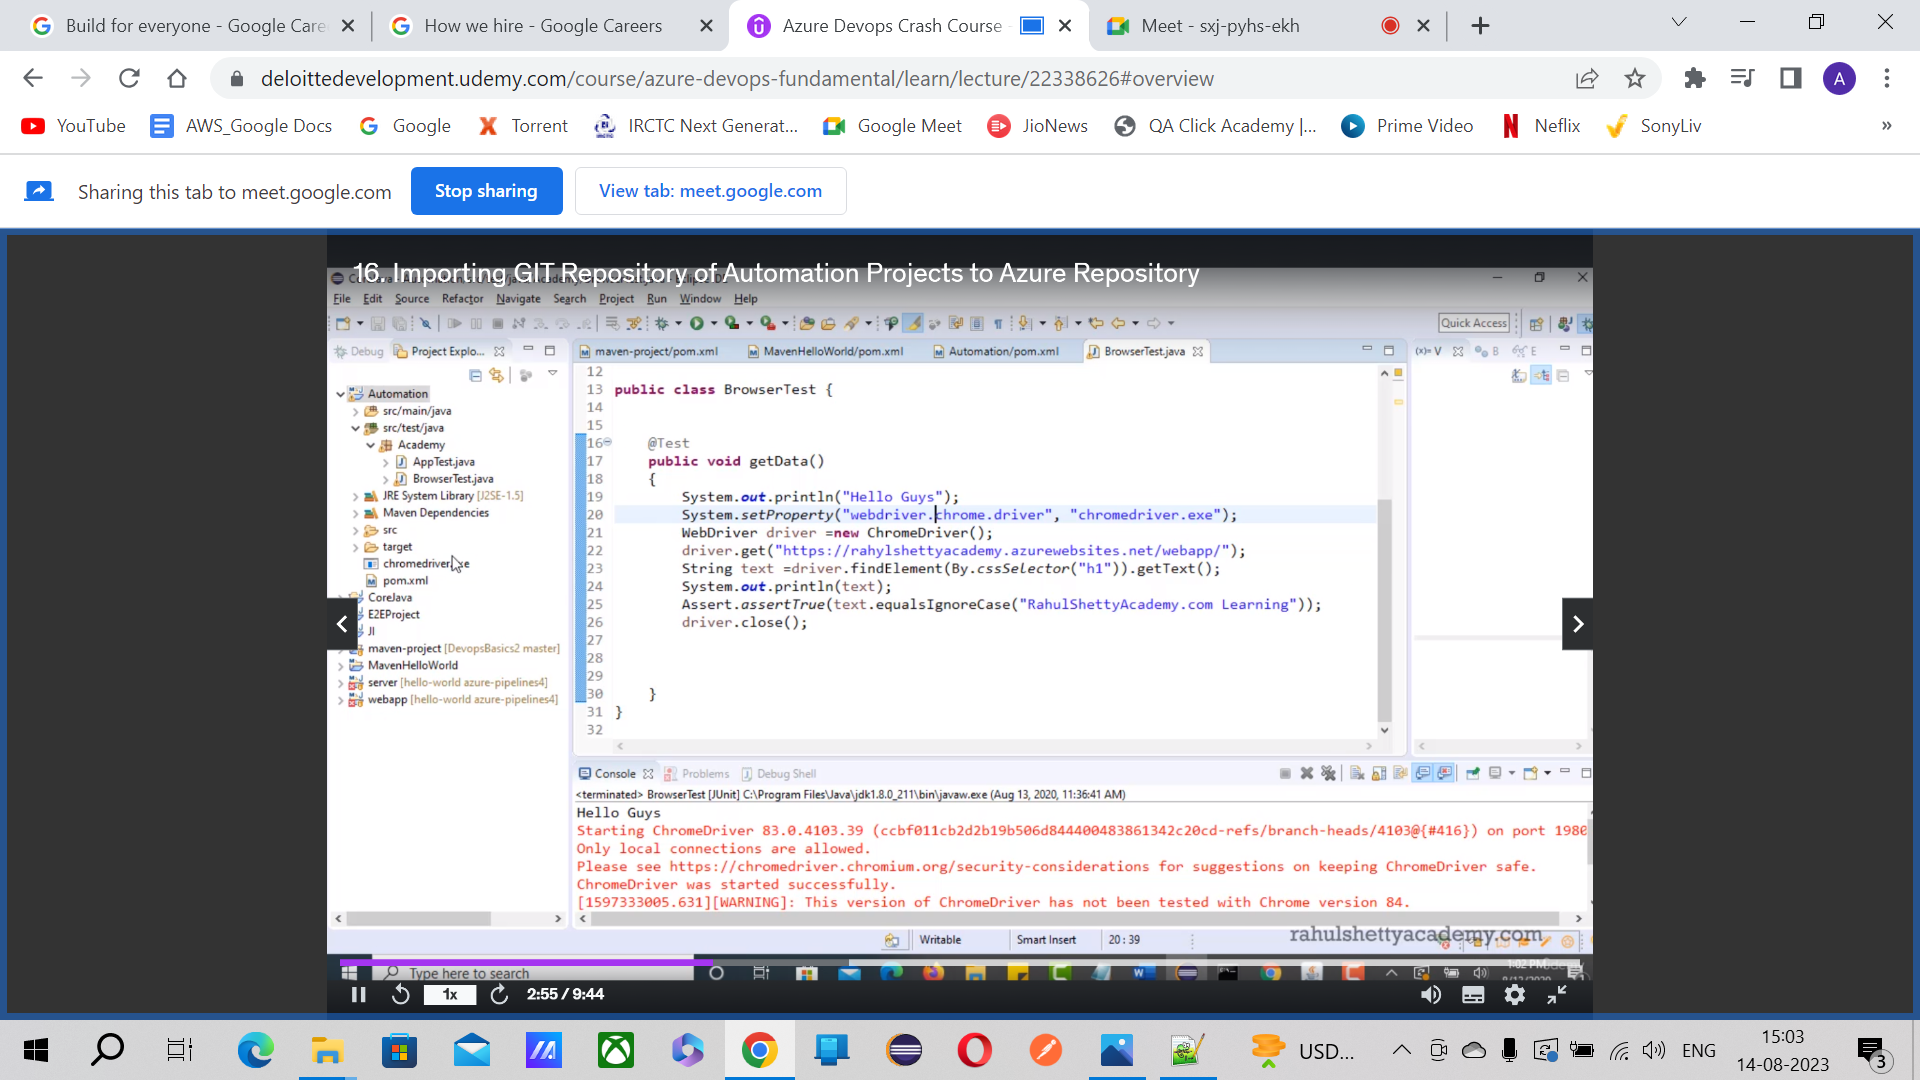 Build for everyone - Google Care
How we hire - Google Careers
Azure Devops Crash Course
Meet - sxj-pyhs-ekh
deloittedevelopment.udemy.com/course/azure-devops-fundamental/learn/lecture/22338626#overview
A
YouTube
AWS_Google Docs
Google
Torrent
IRCTC Next Generat...
Google Meet
JioNews
QA Click Academy |...
Prime Video
Neflix
SonyLiv
»
Sharing this tab to meet.google.com
Stop sharing
View tab: meet.google.com
16. Importing GIT Repository of Automation Projects to Azure Repository
File Edit Source Refactor Navigate Search Project Run Window Help
Quick Access
Debug
Project Explo...
maven-project/pom.xml
MavenHelloWorld/pom.xml
Automation/pom.xml
BrowserTest.java
(x)= V
B
E
Automation
src/main/java
src/test/java
Academy
AppTest.java
BrowserTest.java
JRE System Library [J2SE-1.5]
Maven Dependencies
src
target
pom.xml
CoreJava
E2EProject
JI
maven-project [DevopsBasics2 master]
MavenHelloWorld
server [hello-world azure-pipelines4]
webapp [hello-world azure-pipelines4]
12
13 public class BrowserTest {
14
15
16 @Test
17 public void getData()
18 {
19 System.out.println("Hello Guys");
20 System.setProperty("webdriver.chrome.driver", "chromedriver.exe");
21 WebDriver driver =new ChromeDriver();
22 driver.get("https://rahylshettyacademy.azurewebsites.net/webapp/");
23 String text =driver.findElement(By.cssSelector("h1")).getText();
24 System.out.println(text);
25 Assert.assertTrue(text.equalsIgnoreCase("RahulShettyAcademy.com Learning"));
26 driver.close();
27
28
29
30 }
31 }
32
Console
Problems
Debug Shell
<terminated> BrowserTest [JUnit] C:\Program Files\Java\jdk1.8.0_211\bin\javaw.exe (Aug 13, 2020, 11:36:41 AM)
Hello Guys
Starting ChromeDriver 83.0.4103.39 (ccbf011cb2d2b19b506d844400483861342c20cd-refs/branch-heads/4103@{#416}) on port 1980
Only local connections are allowed.
Please see https://chromedriver.chromium.org/security-considerations for suggestions on keeping ChromeDriver safe.
ChromeDriver was started successfully.
[1597333005.631][WARNING]: This version of ChromeDriver has not been tested with Chrome version 84.
Writable
Smart Insert
20 : 39
rahulshettyacademy.com
Type here to search
1:02 PM
1x
2:55 / 9:44
USD...
ENG
15:03
14-08-2023
3